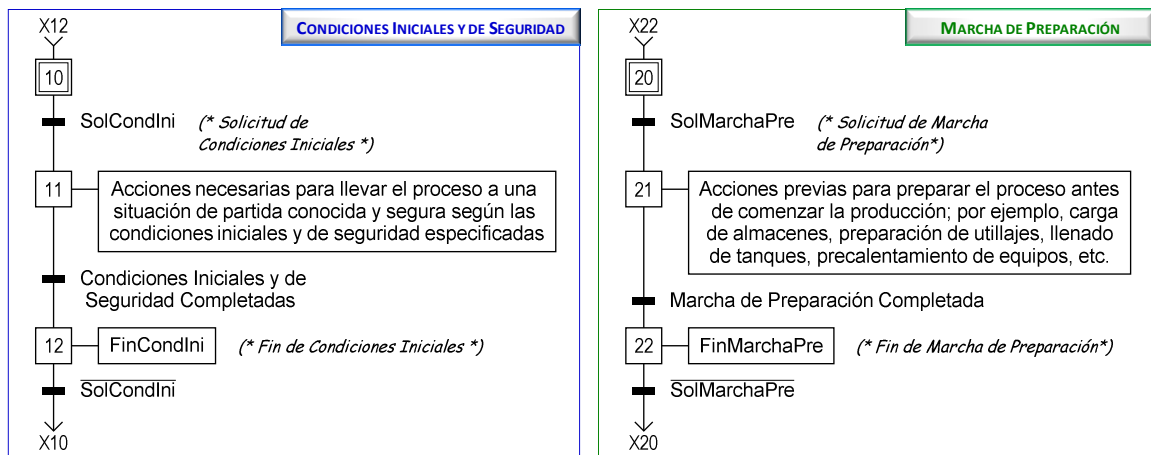 X12
CONDICIONES INICIALES Y DE SEGURIDAD
10
SolCondIni (* Solicitud de
Condiciones Iniciales *)
11
Acciones necesarias para llevar el proceso a una
situación de partida conocida y segura según las
condiciones iniciales y de seguridad especificadas
Condiciones Iniciales y de
Seguridad Completadas
12
FinCondIni (* Fin de Condiciones Iniciales *)
SolCondIni
X10
X22
MARCHA DE PREPARACIÓN
20
SolMarchaPre (* Solicitud de Marcha
de Preparación*)
21
Acciones previas para preparar el proceso antes
de comenzar la producción; por ejemplo, carga
de almacenes, preparación de utillajes, llenado
de tanques, precalentamiento de equipos, etc.
Marcha de Preparación Completada
22
FinMarchaPre (* Fin de Marcha de Preparación*)
SolMarchaPre
X20